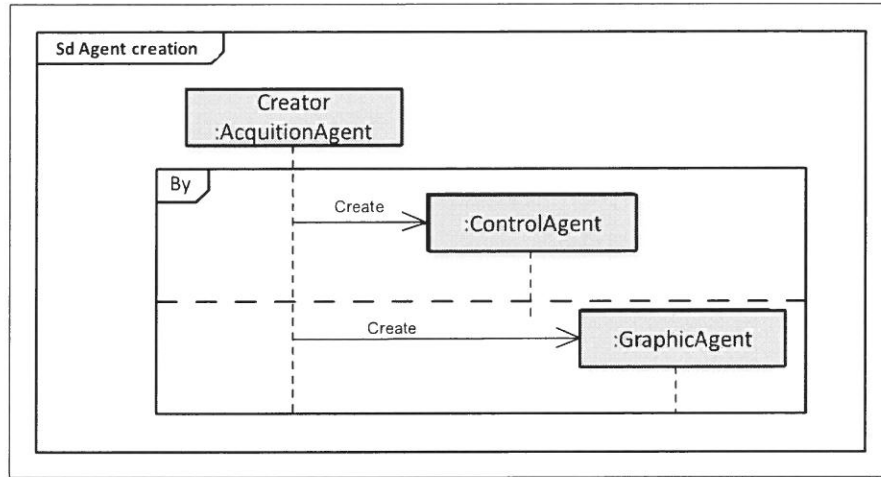 Sd Agent creation
Creator
:AcquitionAgent
By
Create
:ControlAgent
Create
:GraphicAgent